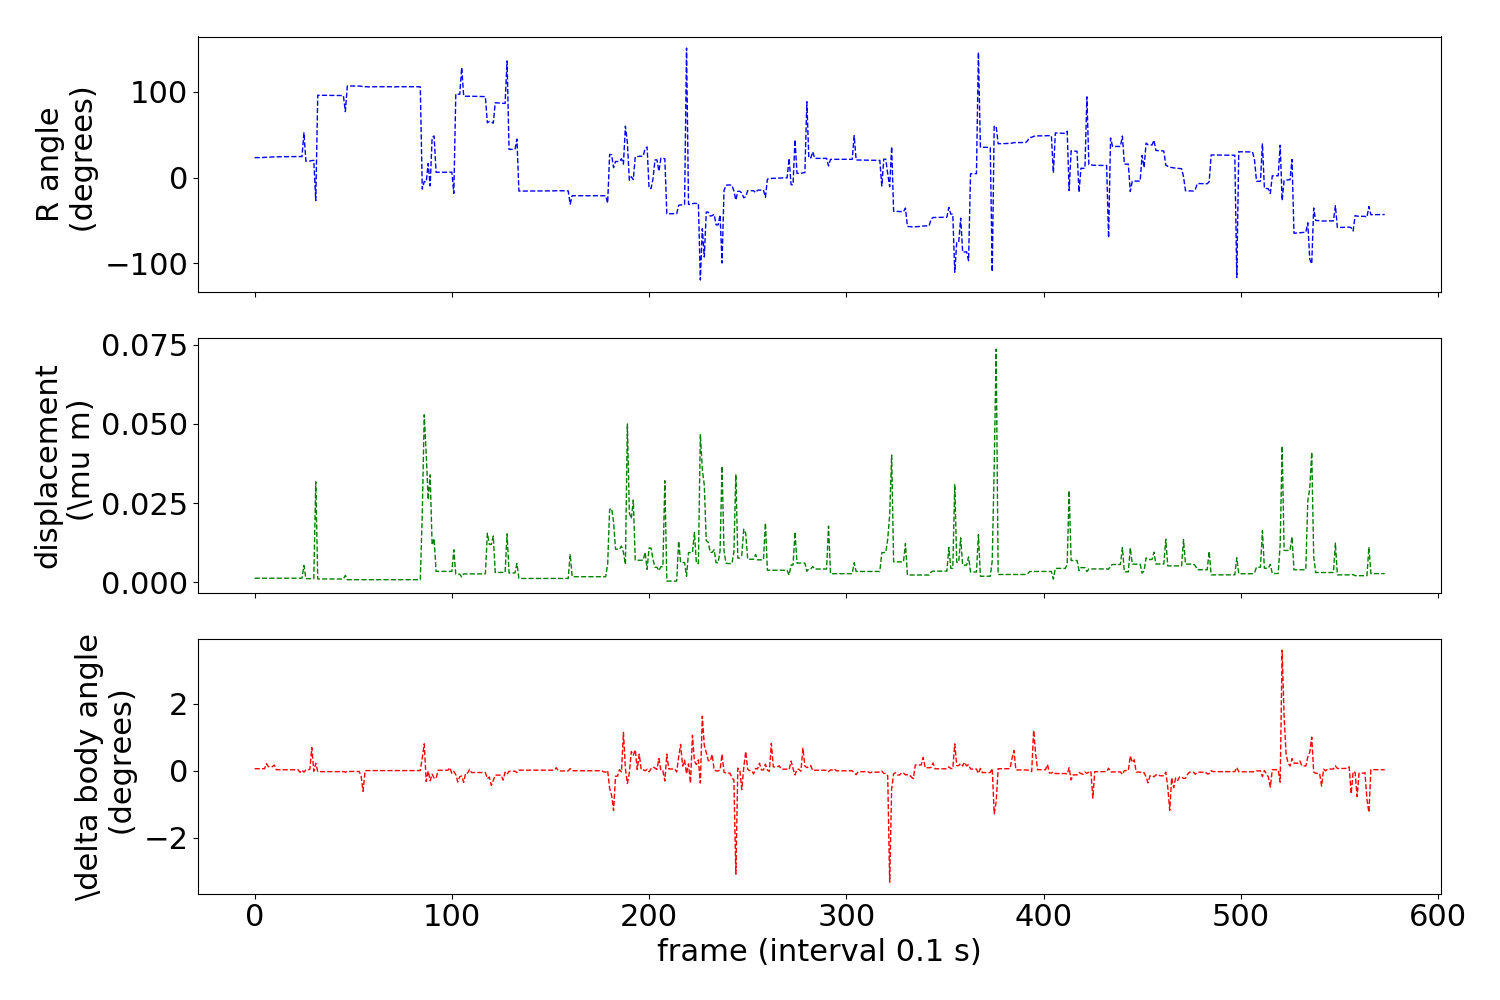 R angle
(degrees)
100
0
−100
displacement
(\mu m)
0.075
0.050
0.025
0.000
\delta body angle
(degrees)
2
0
−2
0 100 200 300 400 500 600
frame (interval 0.1 s)